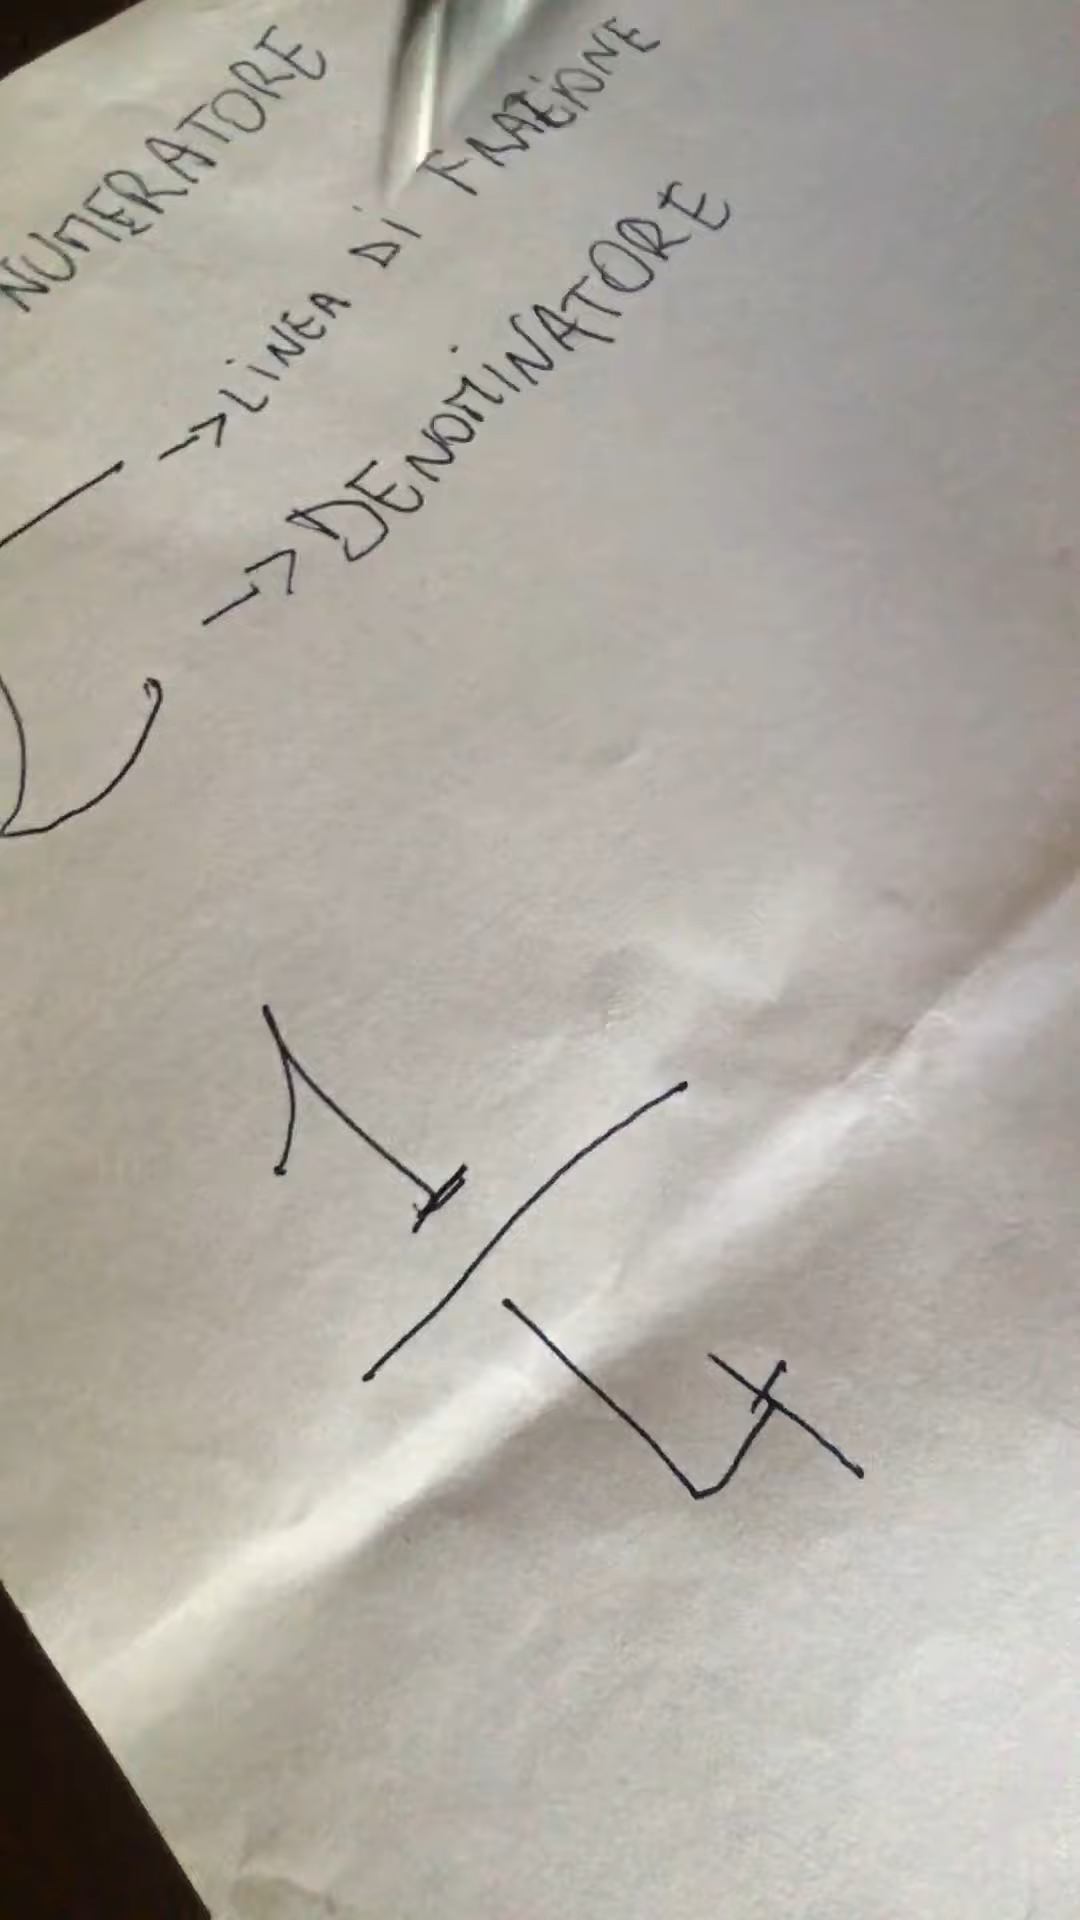 NUMERATORE
-> LiNEA Di FRAZiONE
-> DENOMiNATORE
1
4